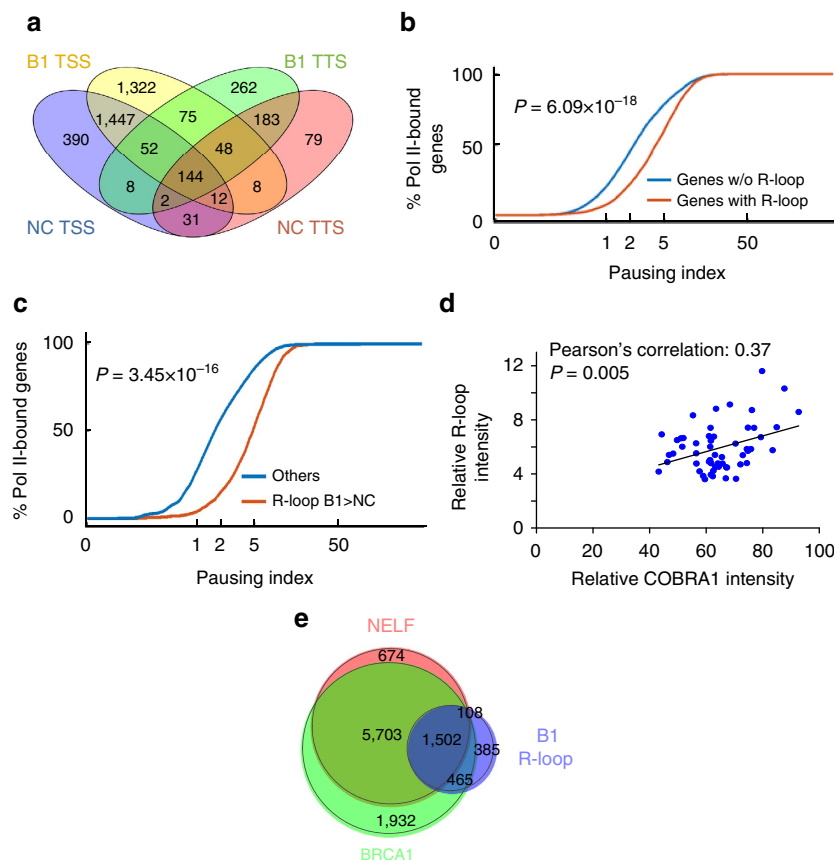 a
B1 TSS
B1 TTS
1,322
262
390
1,447
75
183
79
52
48
144
8
2
12
8
31
NC TSS
NC TTS
b
100
P = 6.09×10⁻¹⁸
50
0
% Pol II-bound
genes
Genes w/o R-loop
Genes with R-loop
0
1
2
5
50
Pausing index
c
100
P = 3.45×10⁻¹⁶
50
0
% Pol II-bound genes
Others
R-loop B1>NC
0
1
2
5
50
Pausing index
d
Pearson's correlation: 0.37
P = 0.005
12
8
4
0
Relative R-loop
intensity
0
20
40
60
80
100
Relative COBRA1 intensity
e
NELF
674
5,703
108
1,502
385
465
1,932
B1
R-loop
BRCA1